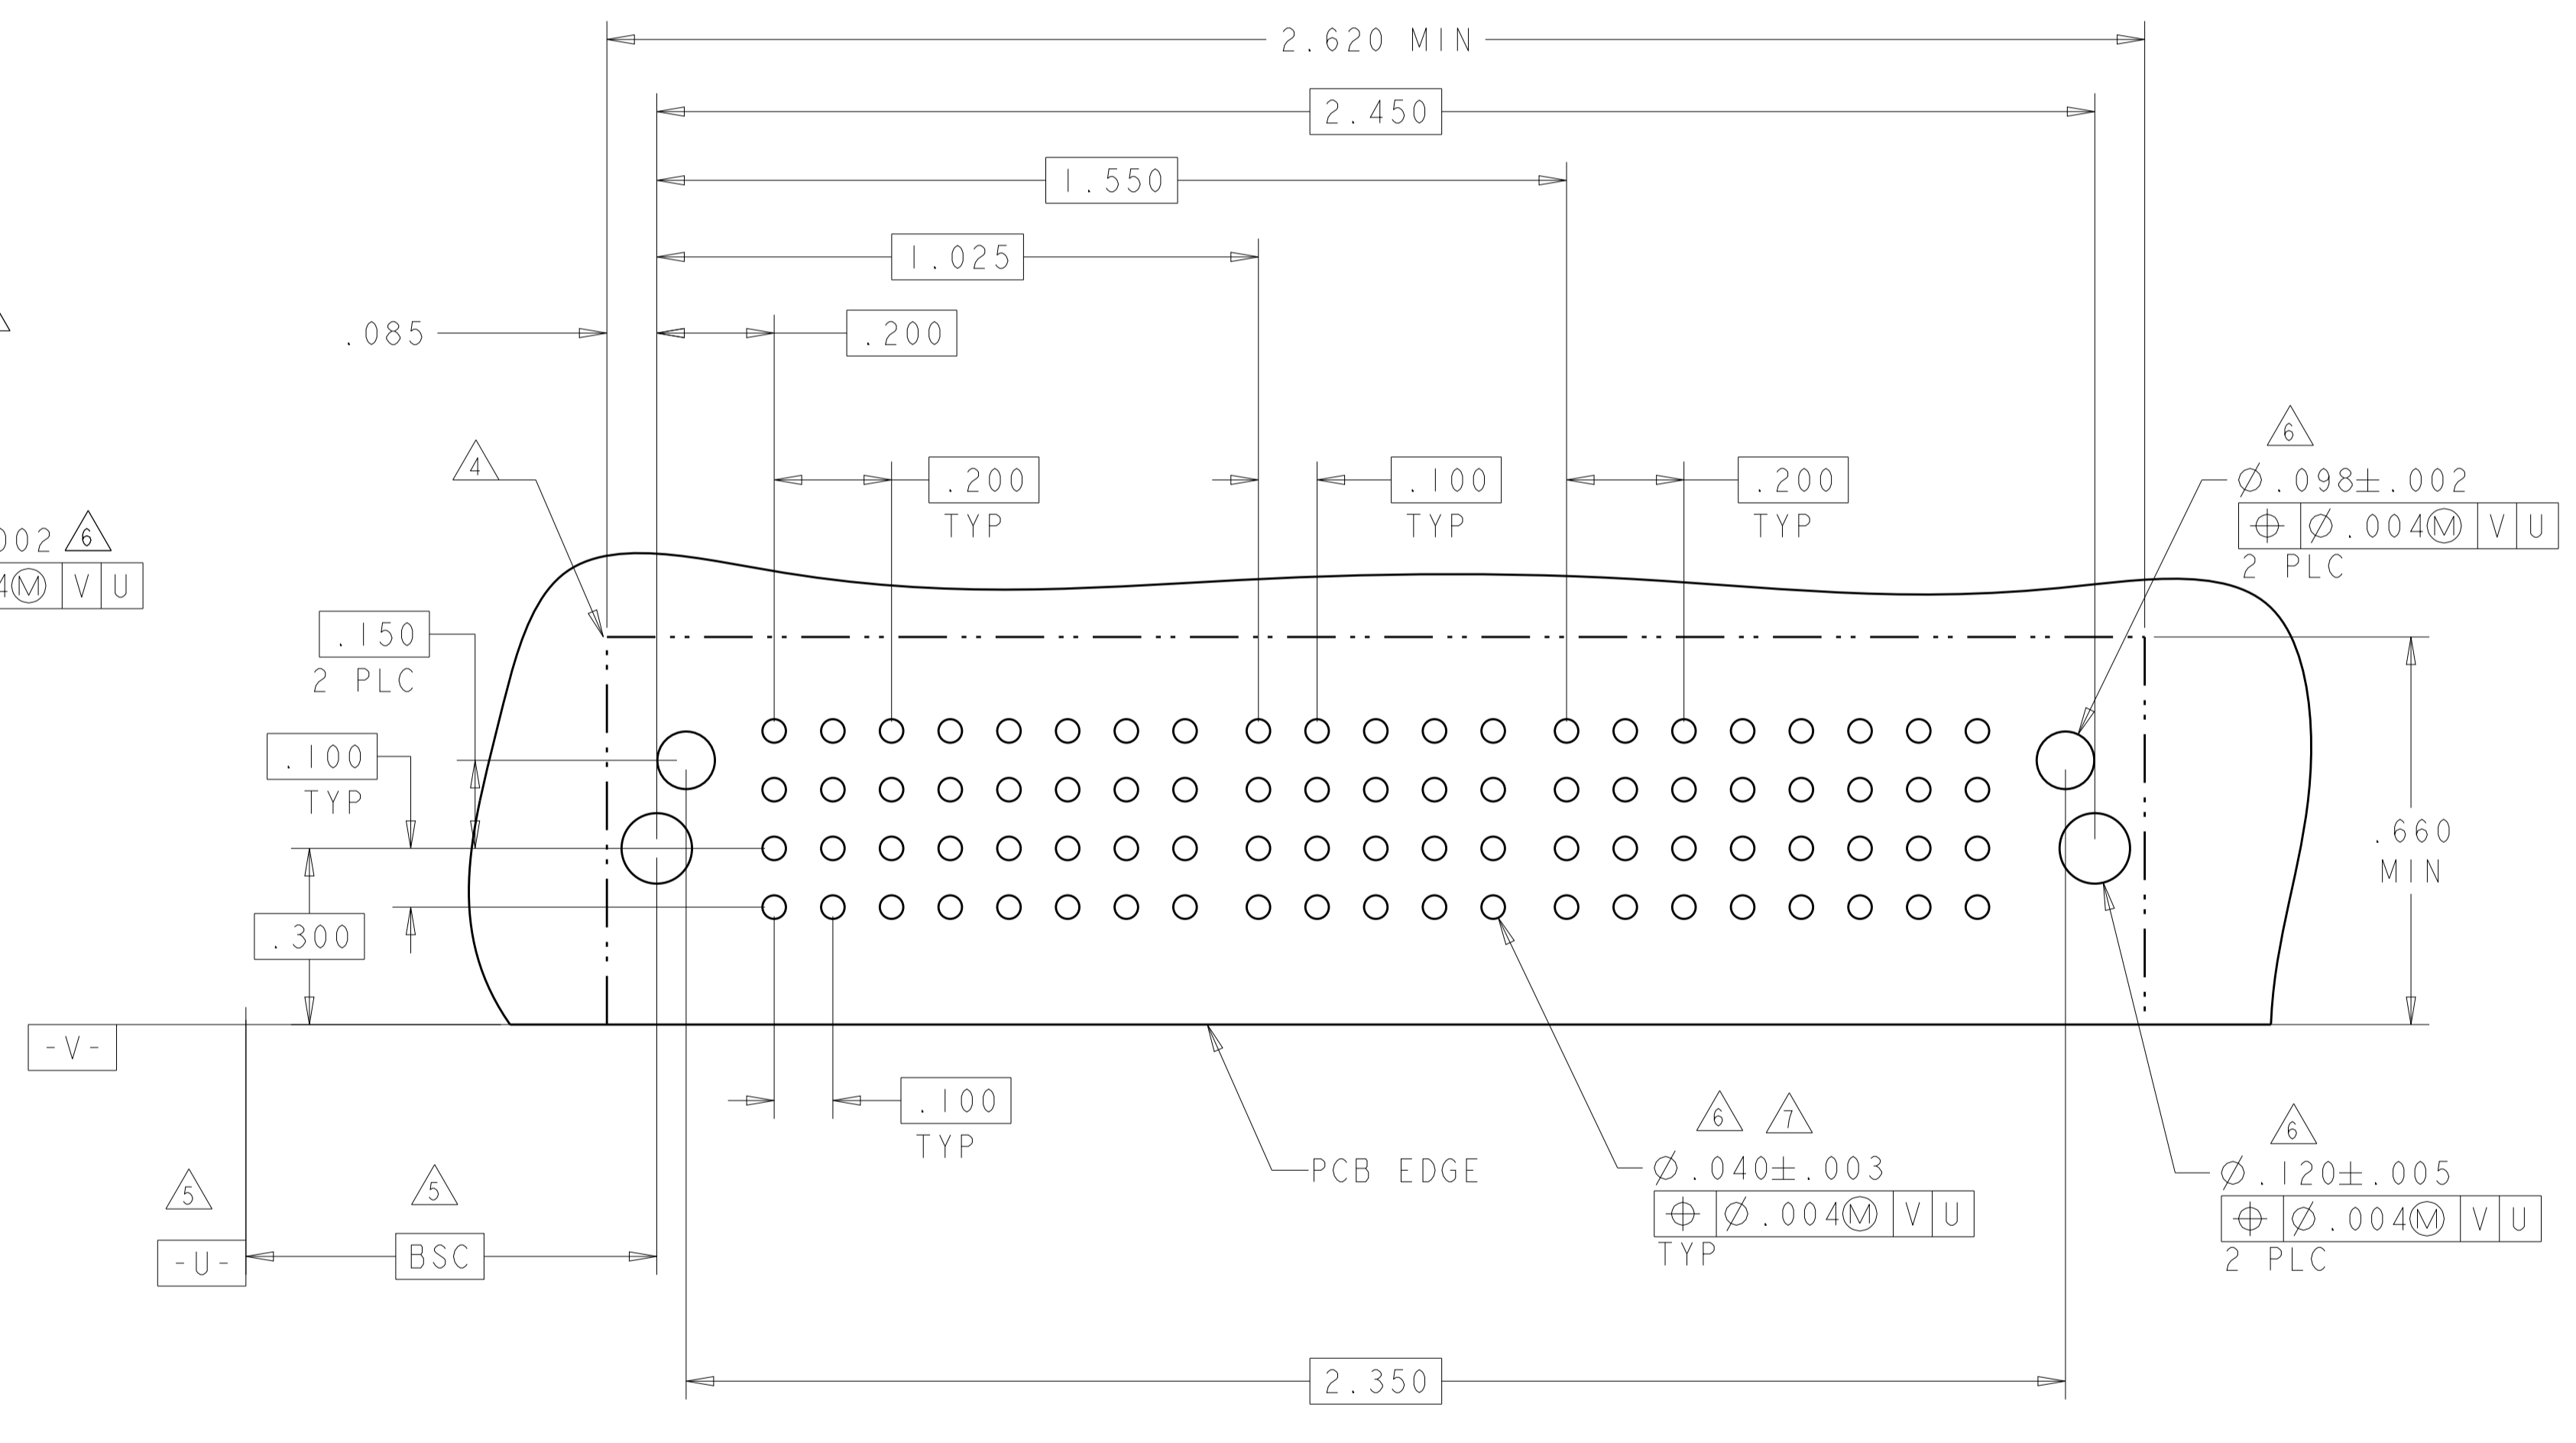 2.620 MIN
2.450
1.550
1.025
.085
.200
.200
TYP
.100
TYP
.200
TYP
4
6
⌀.098±.002
⌖ ⌀.004Ⓜ V U
2 PLC
002 6
4Ⓜ V U
.150
2 PLC
.100
TYP
.300
.660
MIN
-V-
.100
TYP
PCB EDGE
6 7
⌀.040±.003
⌖ ⌀.004Ⓜ V U
TYP
6
⌀.120±.005
⌖ ⌀.004Ⓜ V U
2 PLC
5
5
-U-
BSC
2.350